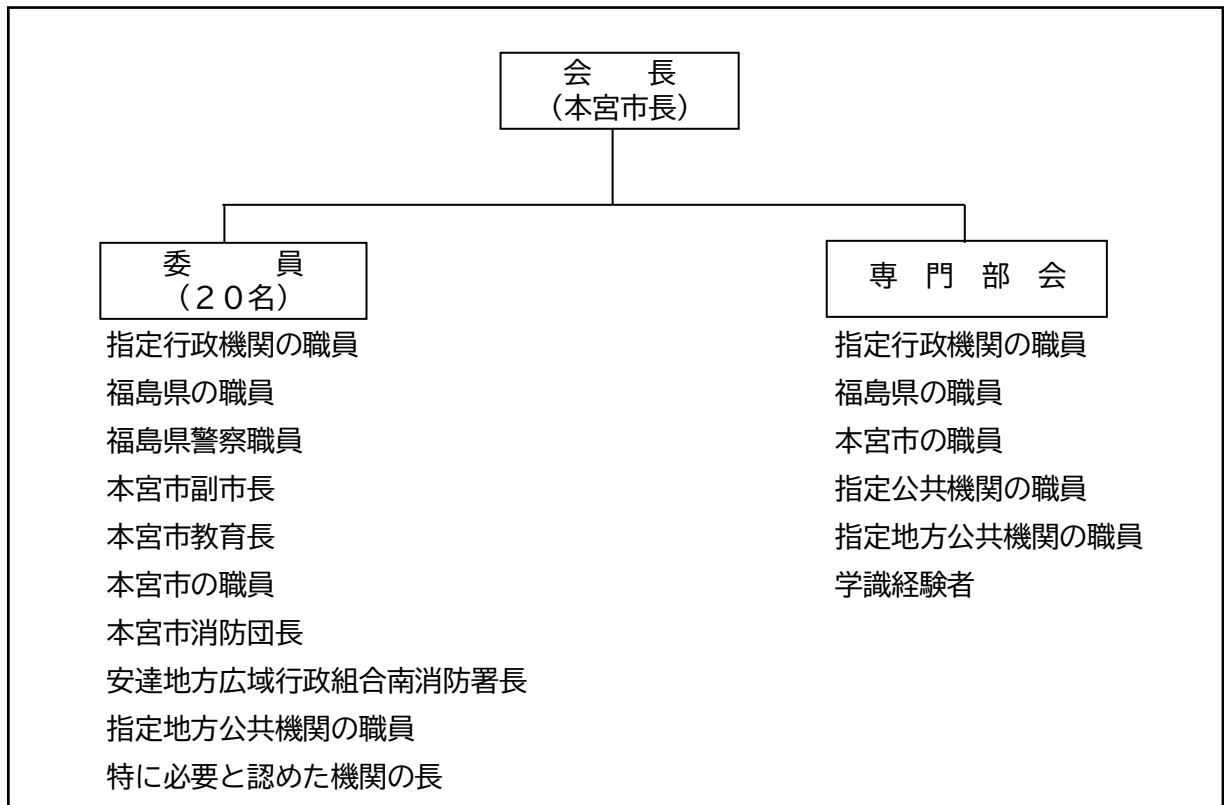 会　　長
（本宮市長）
委　　　員
（２０名）
指定行政機関の職員
福島県の職員
福島県警察職員
本宮市副市長
本宮市教育長
本宮市の職員
本宮市消防団長
安達地方広域行政組合南消防署長
指定地方公共機関の職員
特に必要と認めた機関の長
専　門　部　会
指定行政機関の職員
福島県の職員
本宮市の職員
指定公共機関の職員
指定地方公共機関の職員
学識経験者